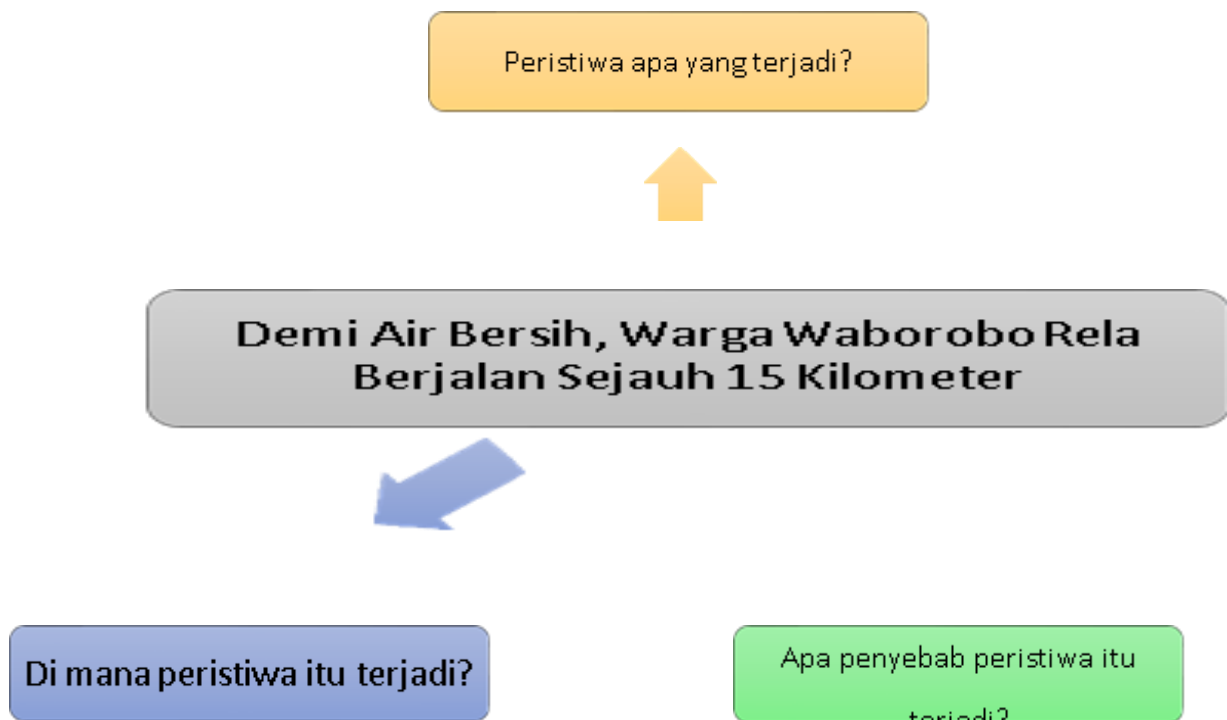 Peristiwa apa yang terjadi?
Demi Air Bersih, Warga Waborobo Rela
Berjalan Sejauh 15 Kilometer
Di mana peristiwa itu terjadi?
Apa penyebab peristiwa itu
terjadi?